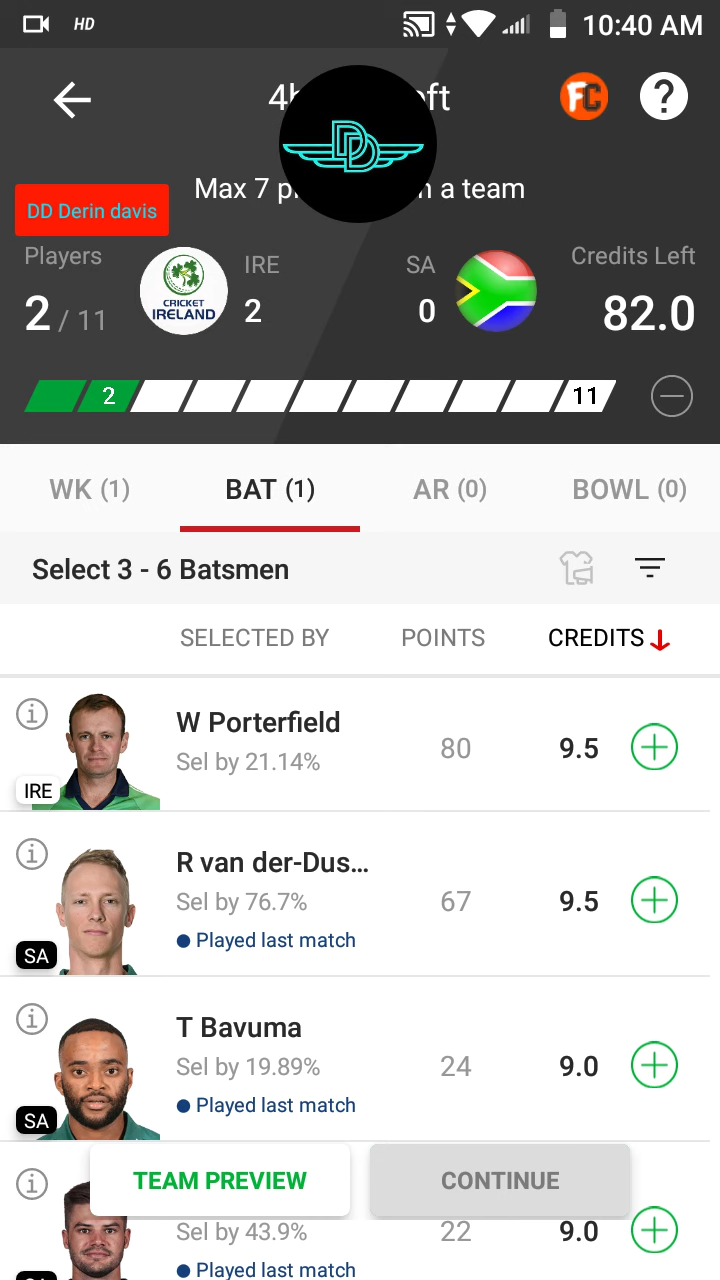 HD 10:40 AM
4h ft
FC ?
Max 7 p n a team
DD Derin davis
Players IRE SA Credits Left
CRICKET
IRELAND
2 / 11 2 0 82.0
2 11
WK (1) BAT (1) AR (0) BOWL (0)
Select 3 - 6 Batsmen
SELECTED BY POINTS CREDITS
W Porterfield
Sel by 21.14% 80 9.5
IRE
R van der-Dus...
Sel by 76.7% 67 9.5
Played last match
SA
T Bavuma
Sel by 19.89% 24 9.0
Played last match
SA
TEAM PREVIEW CONTINUE
Sel by 43.9% 22 9.0
Played last match